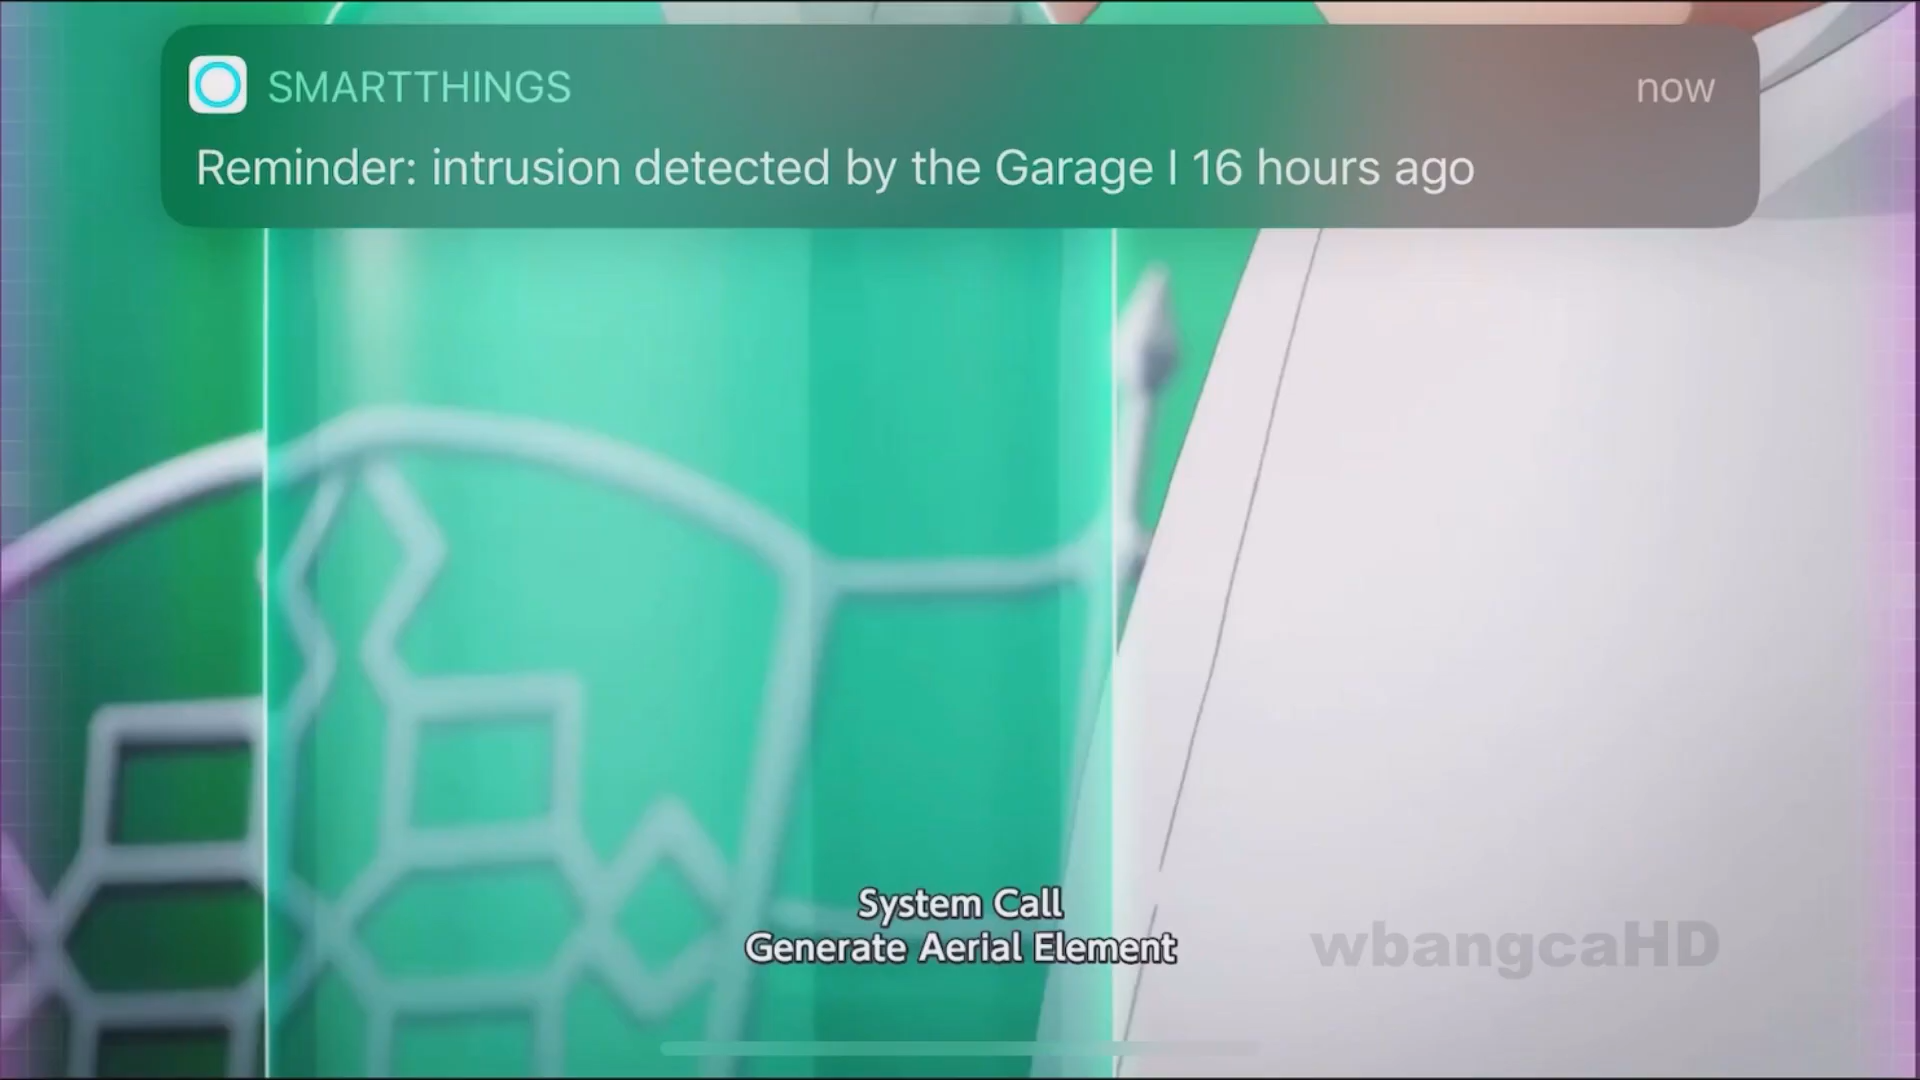 SMARTTHINGS
now
Reminder: intrusion detected by the Garage | 16 hours ago
System Call
Generate Aerial Element
wbangcaHD